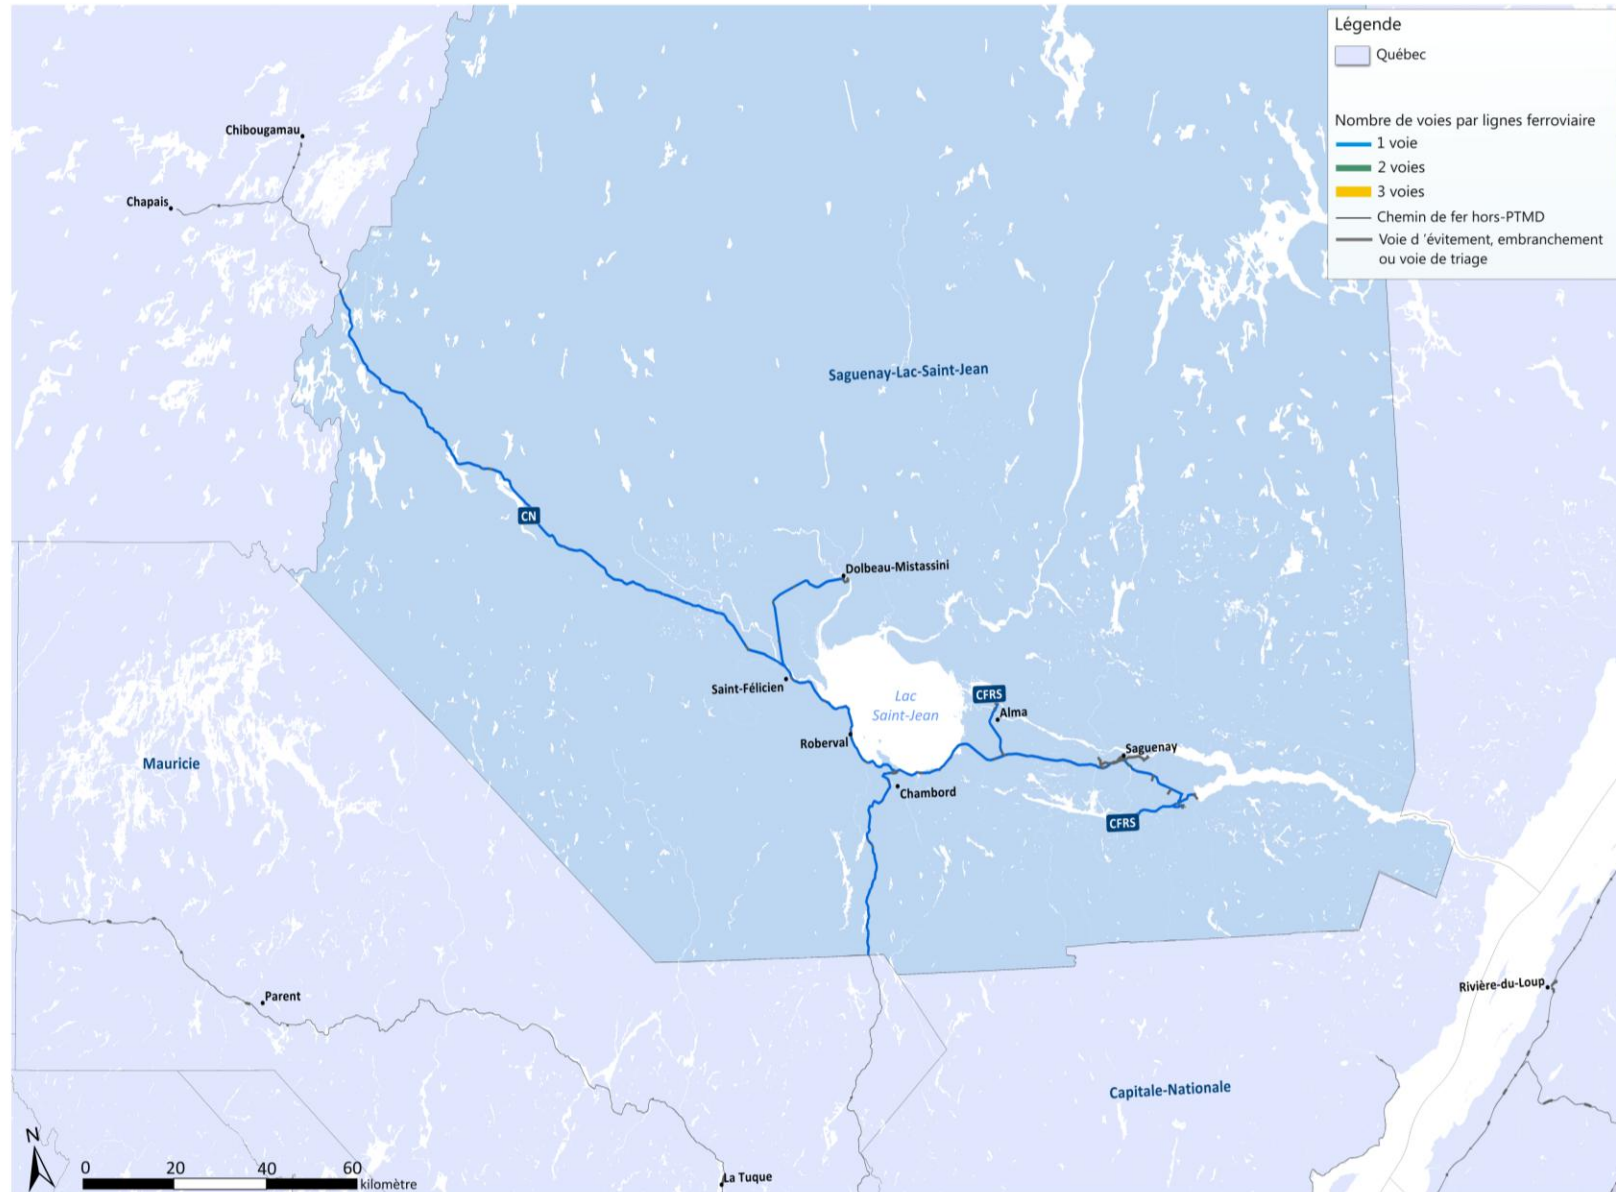 Légende
Québec
Nombre de voies par lignes ferroviaire
1 voie
2 voies
3 voies
Chemin de fer hors-PTMD
Voie d 'évitement, embranchement
ou voie de triage
Chibougamau
Chapais
Saguenay-Lac-Saint-Jean
CN
Dolbeau-Mistassini
Saint-Félicien
Lac
Saint-Jean
CFRS
Alma
Roberval
Saguenay
Mauricie
Chambord
CFRS
Parent
Rivière-du-Loup
Capitale-Nationale
N
0 20 40 60
kilomètre
La Tuque